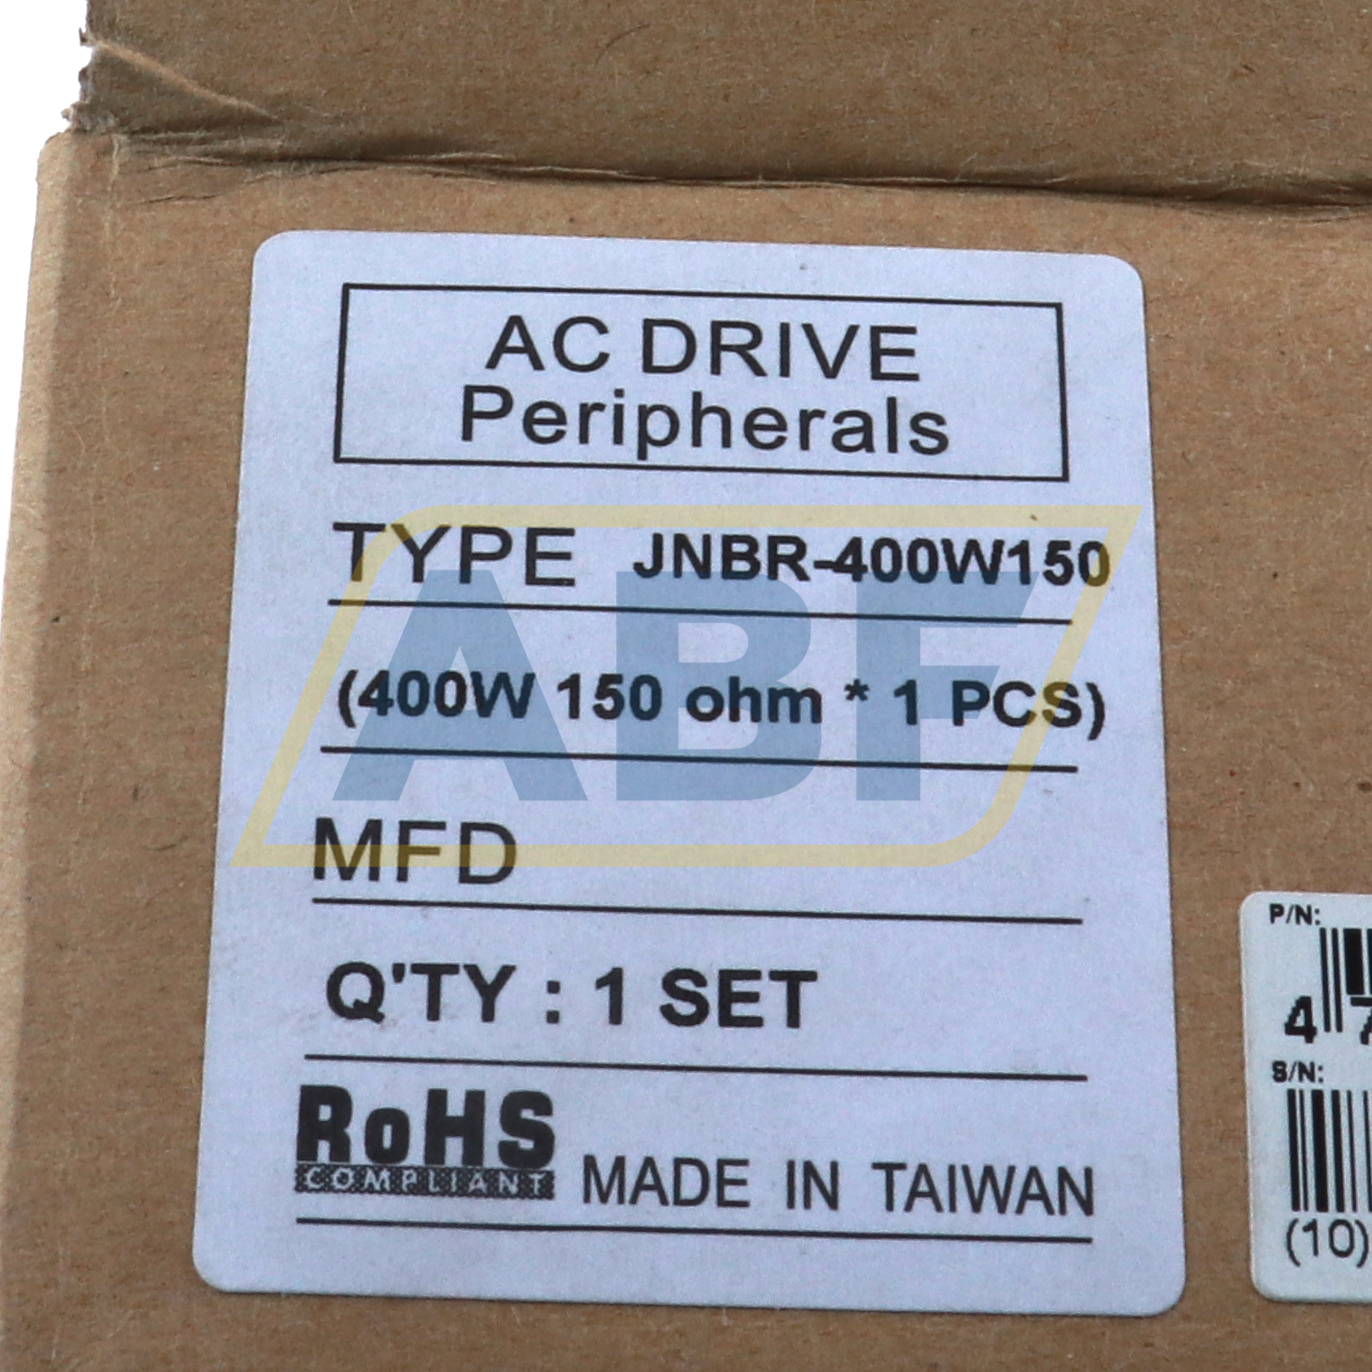 AC DRIVE
Peripherals
TYPE JNBR-400W150
(400W 150 ohm * 1 PCS)
MFD
Q'TY : 1 SET
RoHS
COMPLIANT MADE IN TAIWAN
ABF
P/N:
4
S/N:
(10)